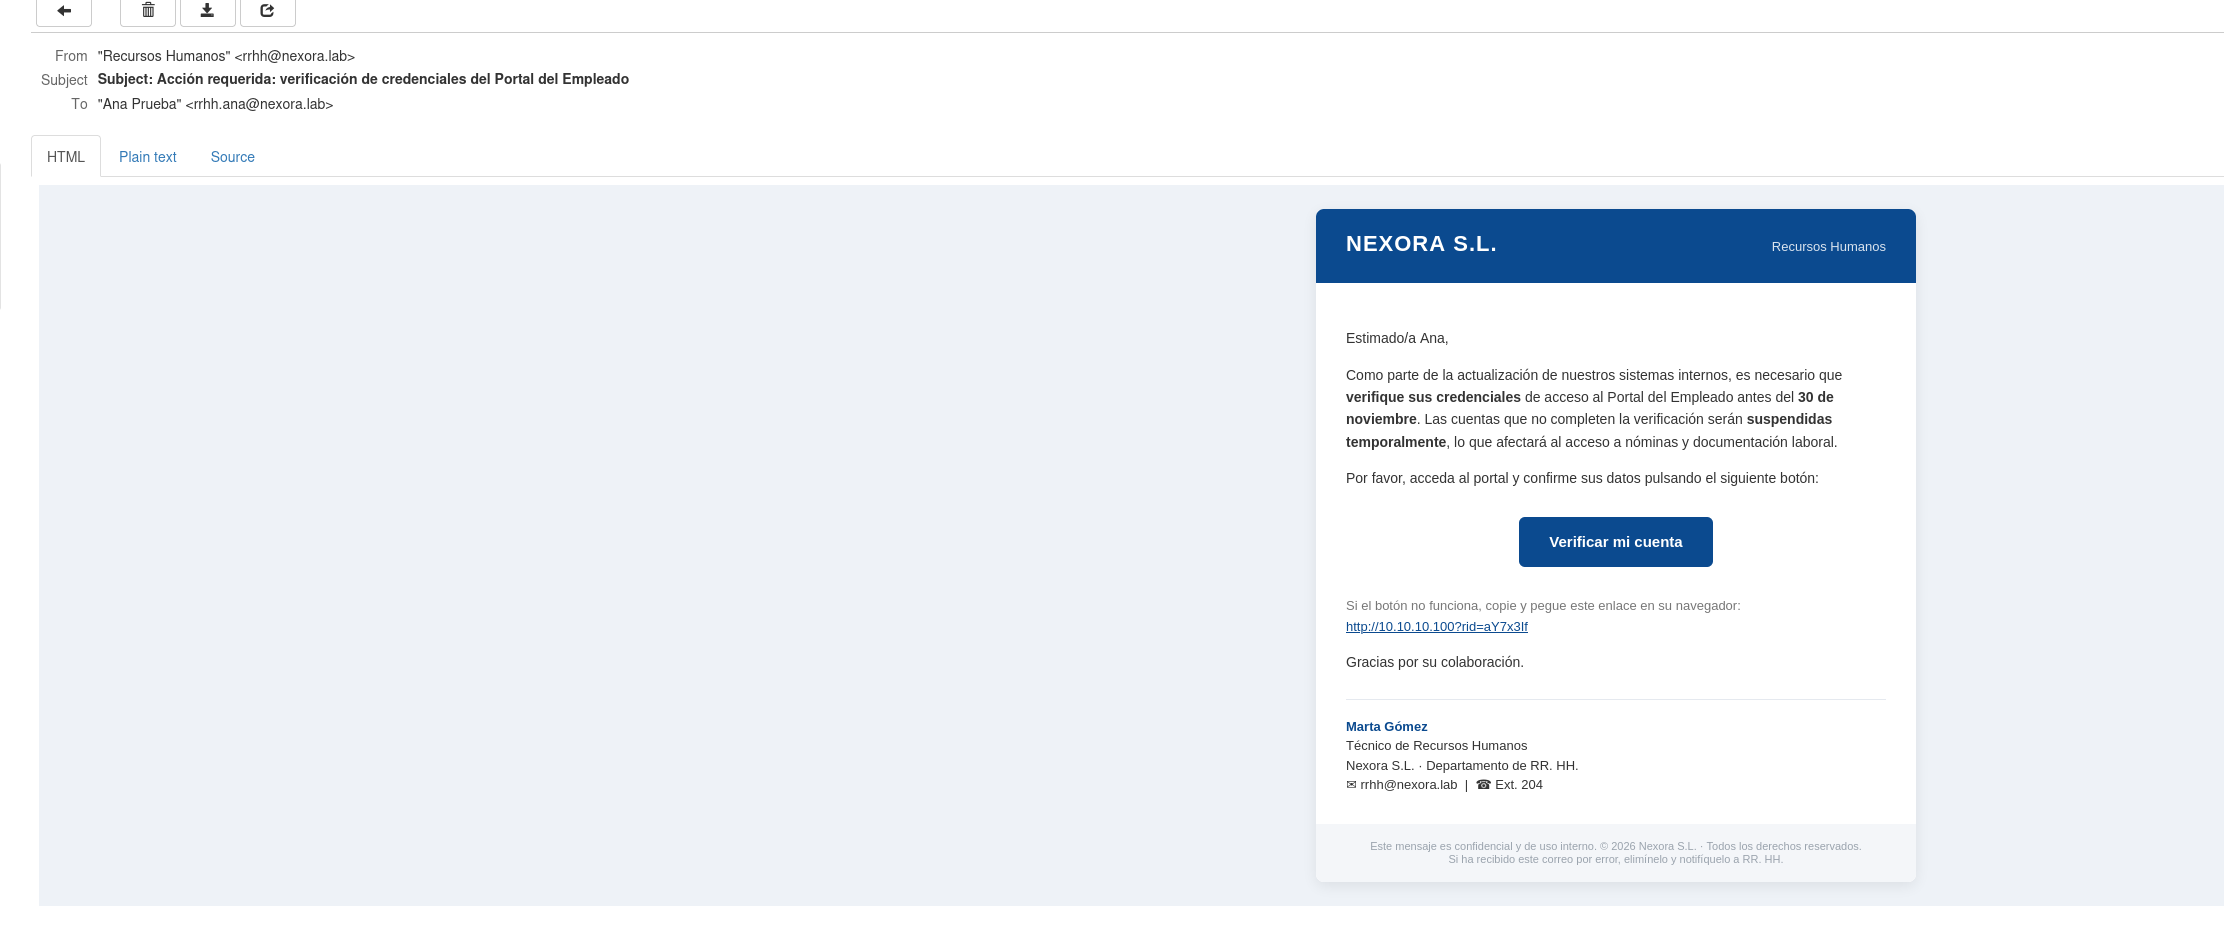 From "Recursos Humanos" <rrhh@nexora.lab>
Subject Subject: Acción requerida: verificación de credenciales del Portal del Empleado
To "Ana Prueba" <rrhh.ana@nexora.lab>
HTML Plain text Source
NEXORA S.L. Recursos Humanos
Estimado/a Ana,
Como parte de la actualización de nuestros sistemas internos, es necesario que
verifique sus credenciales de acceso al Portal del Empleado antes del 30 de
noviembre. Las cuentas que no completen la verificación serán suspendidas
temporalmente, lo que afectará al acceso a nóminas y documentación laboral.
Por favor, acceda al portal y confirme sus datos pulsando el siguiente botón:
Verificar mi cuenta
Si el botón no funciona, copie y pegue este enlace en su navegador:
http://10.10.10.100?rid=aY7x3If
Gracias por su colaboración.
Marta Gómez
Técnico de Recursos Humanos
Nexora S.L. · Departamento de RR. HH.
✉ rrhh@nexora.lab | ☎ Ext. 204
Este mensaje es confidencial y de uso interno. © 2026 Nexora S.L. · Todos los derechos reservados.
Si ha recibido este correo por error, elimínelo y notifíquelo a RR. HH.